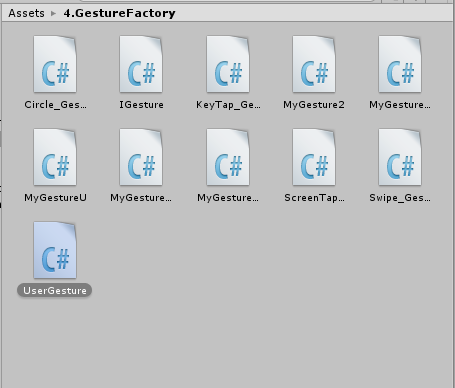 Assets ▸ 4.GestureFactory
C# C# C# C# C#
Circle_Ges... IGesture KeyTap_Ge... MyGesture2 MyGesture...
C# C# C# C# C#
MyGestureU MyGesture... MyGesture... ScreenTap... Swipe_Ges...
C#
UserGesture